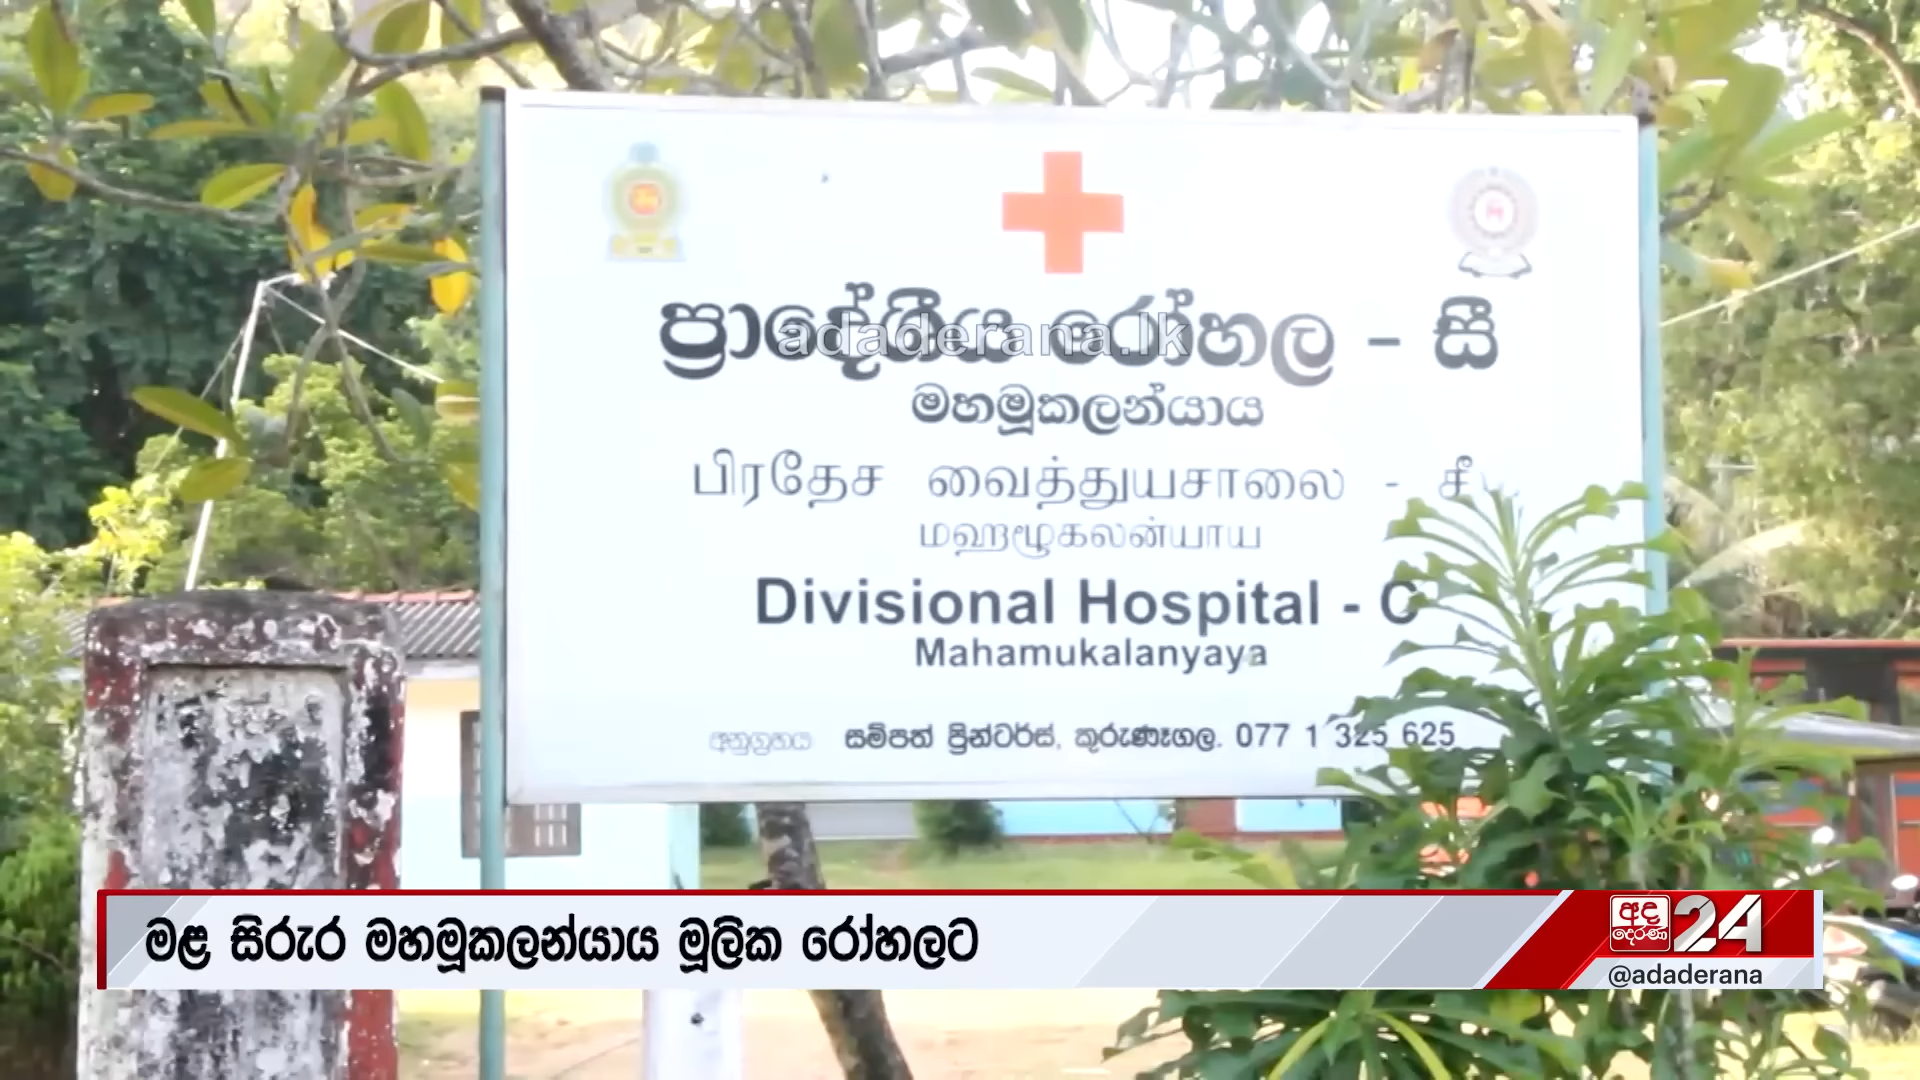 ප්‍රාදේශීය රෝහල - සී
adaderana.lk
මහමූකලන්යාය
பிரதேச வைத்துயசாலை - சீ
மஹமூகலன்யாய
Divisional Hospital - C
Mahamukalanyaya
අනුග්‍රහය සම්පත් ප්‍රින්ටර්ස්, කුරුණෑගල. 077 1 325 625
මළ සිරුර මහමූකලන්යාය මූලික රෝහලට
අද දෙරණ 24
@adaderana